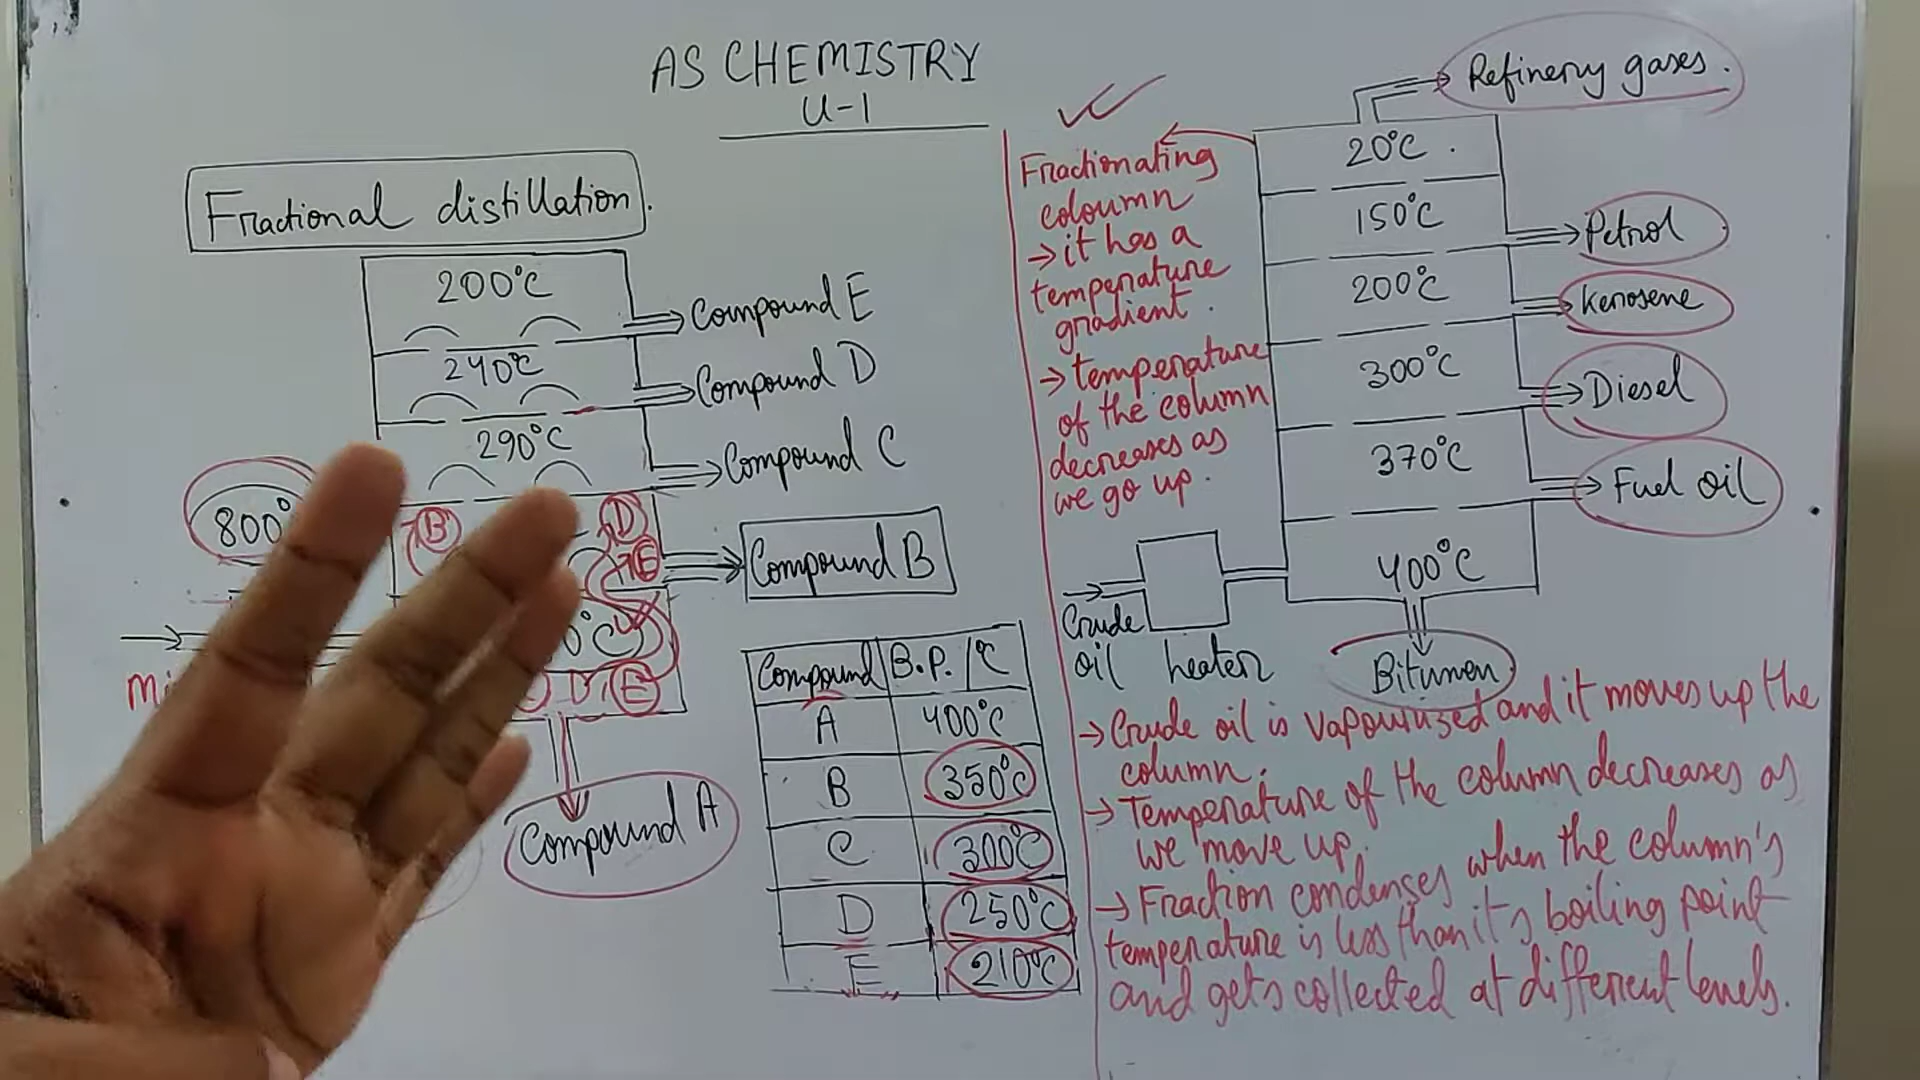 AS CHEMISTRY
U-1
Fractional distillation.
200°C
Compound E
240°C
Compound D
290°C
Compound C
800°
B
D
E
Compound B
D, E
Compound A
Compound B.P./°C
A 400°C
B 350°C
C 300°C
D 250°C
E 210°C
Fractionating
coloumn
→ it has a
temperature
gradient.
→ temperature
of the column
decreases as
we go up.
Refinery gases.
20°C.
150°C
Petrol
200°C
Kerosene
300°C
Diesel
370°C
Fuel oil
400°C
Crude
oil heater
Bitumen
→ Crude oil is vapourized and it moves up the
column.
→ Temperature of the column decreases as
we move up.
→ Fraction condenses when the column's
temperature is less than it's boiling point
and gets collected at different levels.